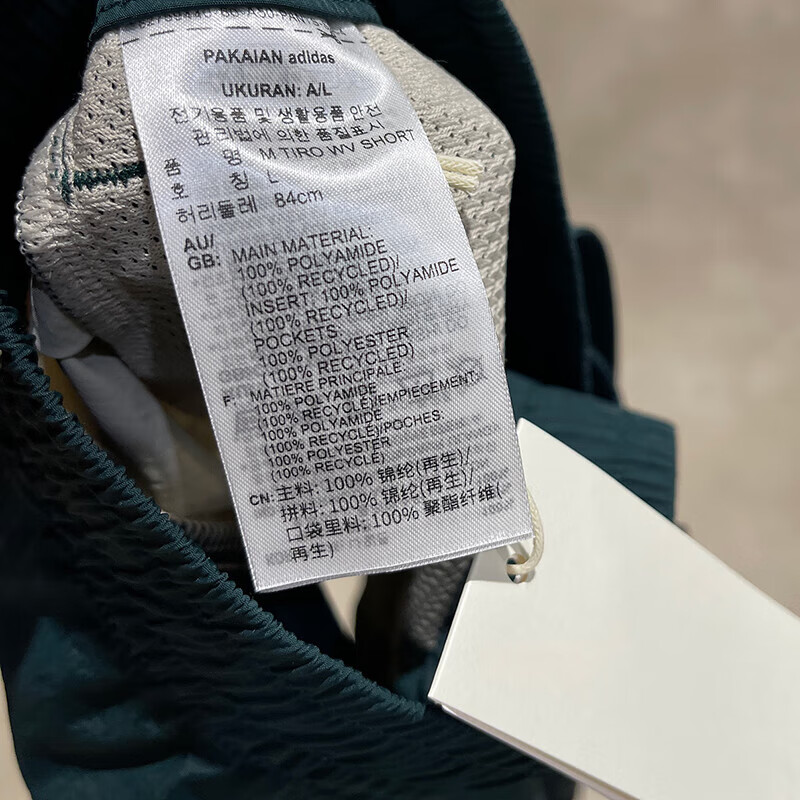 PAKAIAN adidas
UKURAN: A/L
전기용품 및 생활용품 안전
관리법에 의한 품질표시
품 명 M TIRO WV SHORT
호 칭 L
허리둘레 84cm
AU/
GB: MAIN MATERIAL:
100% POLYAMIDE
(100% RECYCLED)/
INSERT: 100% POLYAMIDE
(100% RECYCLED)/
POCKETS:
100% POLYESTER
(100% RECYCLED)
F: MATIERE PRINCIPALE:
100% POLYAMIDE
(100% RECYCLE)/EMPIECEMENT:
100% POLYAMIDE
(100% RECYCLE)/POCHES:
100% POLYESTER
(100% RECYCLE)
CN: 主料: 100% 锦纶(再生)/
拼料: 100% 锦纶(再生)/
口袋里料: 100% 聚酯纤维(
再生)